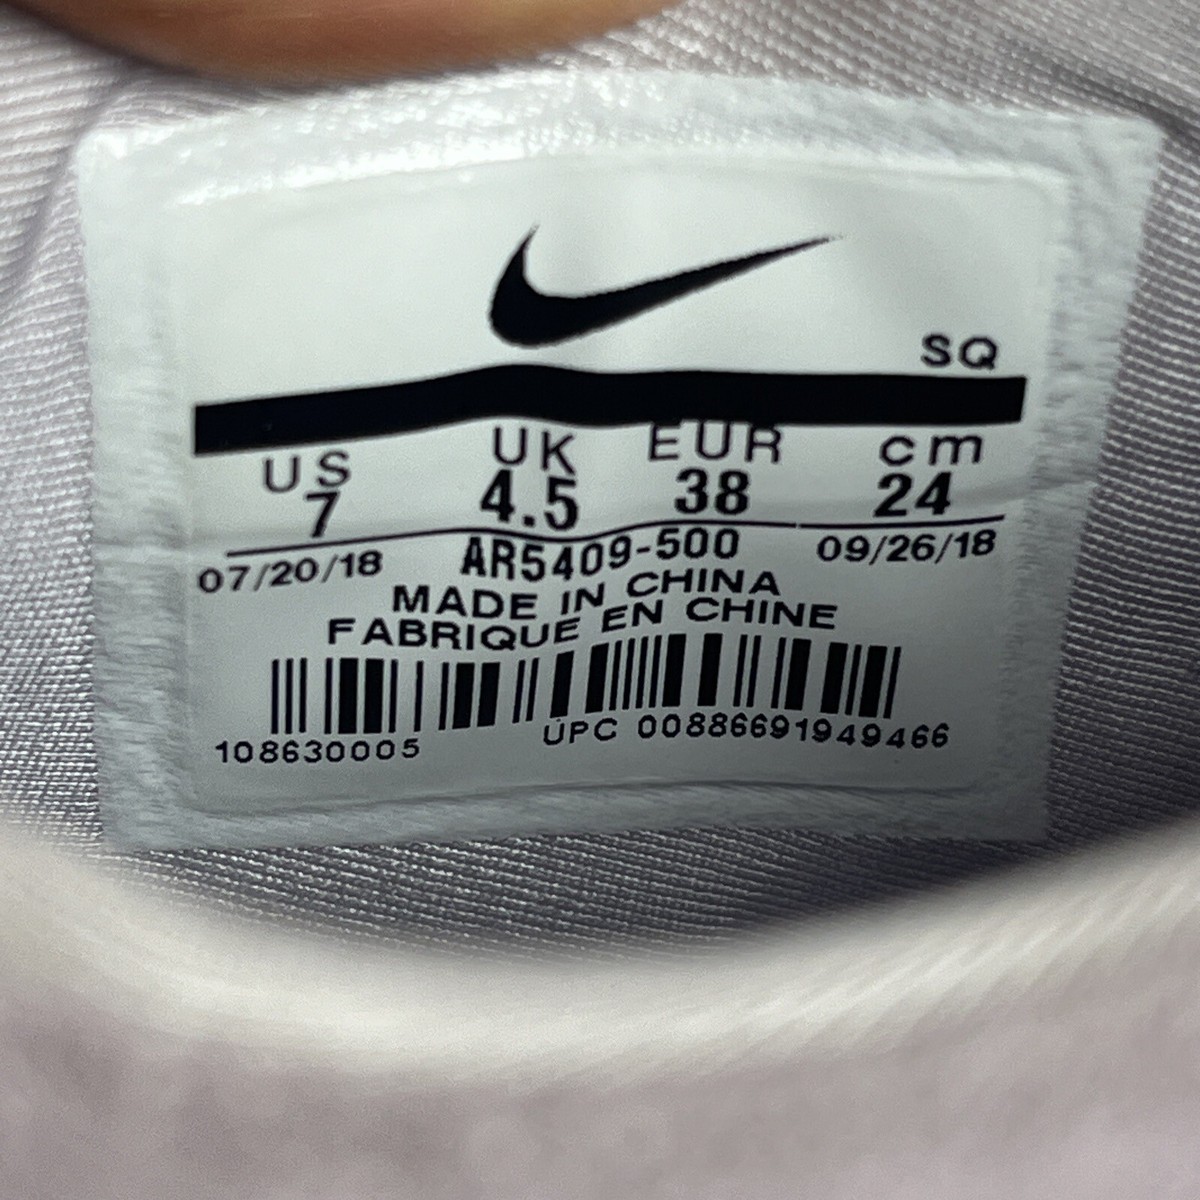 SQ
US UK EUR cm
7 4.5 38 24
07/20/18 AR5409-500 09/26/18
MADE IN CHINA
FABRIQUE EN CHINE
108630005 UPC 00886691949466